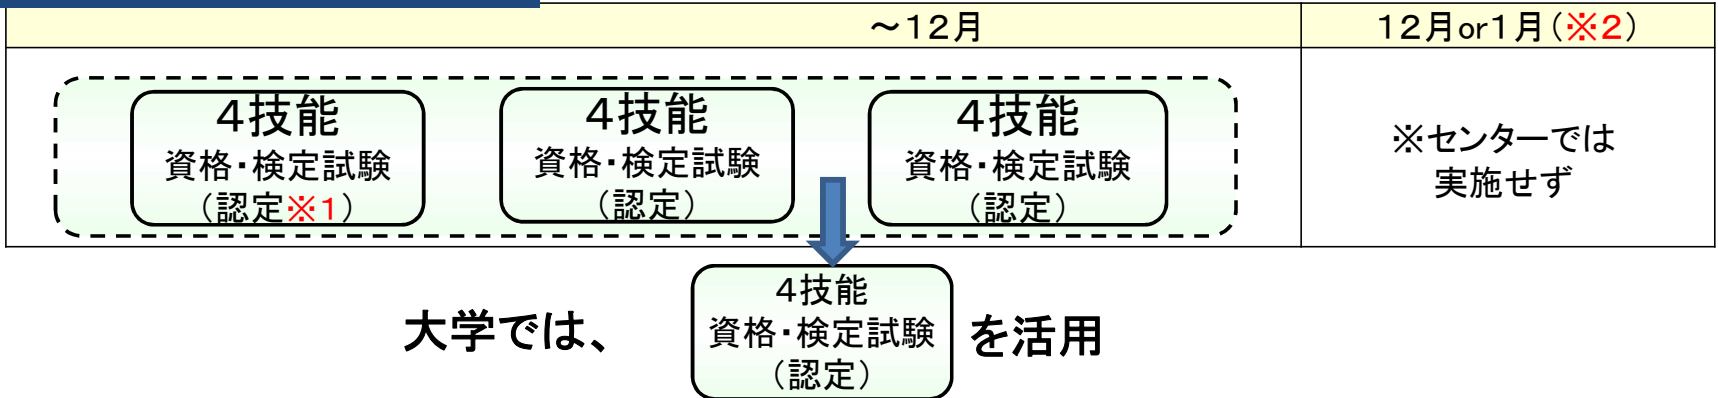 ～１２月
１２月or１月（※２）
４技能
資格・検定試験
（認定※１）
４技能
資格・検定試験
（認定）
４技能
資格・検定試験
（認定）
※センターでは
実施せず
大学では、
４技能
資格・検定試験
（認定）
を活用